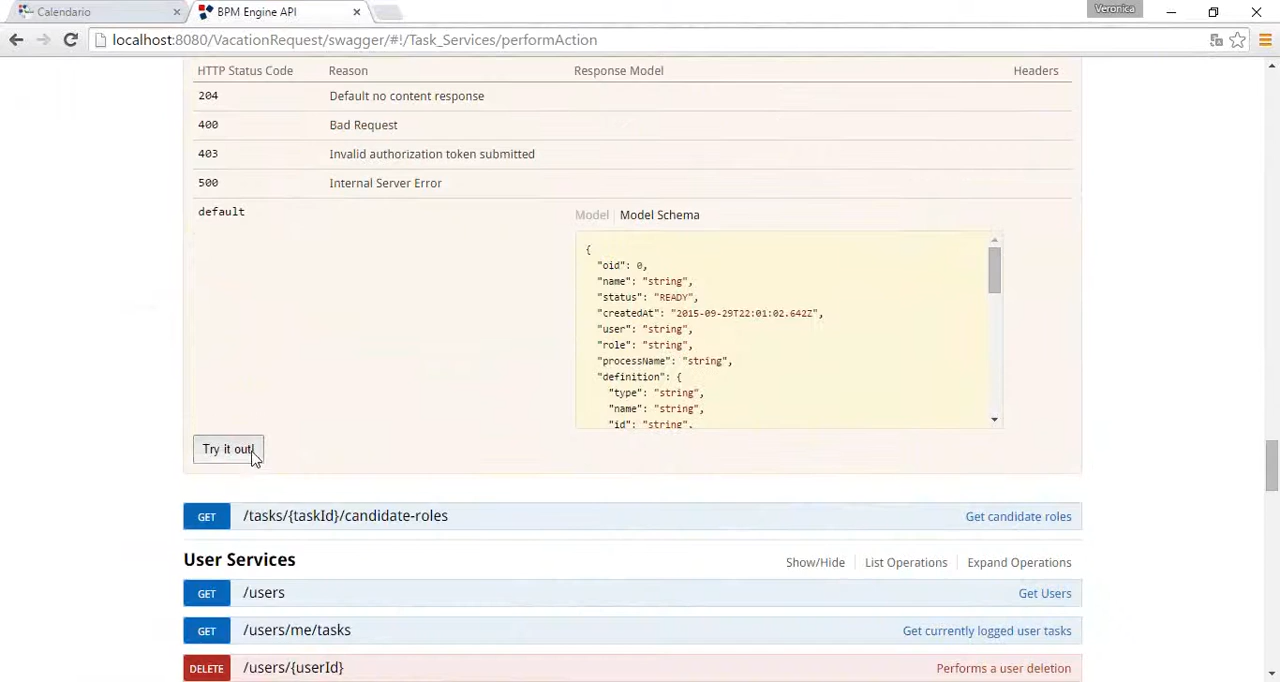 Calendario
BPM Engine API
Veronica
localhost:8080/VacationRequest/swagger/#!/Task_Services/performAction
HTTP Status Code Reason Response Model Headers
204 Default no content response
400 Bad Request
403 Invalid authorization token submitted
500 Internal Server Error
default
Model Model Schema
{
"oid": 0,
"name": "string",
"status": "READY",
"createdAt": "2015-09-29T22:01:02.642Z",
"user": "string",
"role": "string",
"processName": "string",
"definition": {
"type": "string",
"name": "string",
"id": "string",
Try it out!
GET /tasks/{taskId}/candidate-roles Get candidate roles
User Services Show/Hide List Operations Expand Operations
GET /users Get Users
GET /users/me/tasks Get currently logged user tasks
DELETE /users/{userId} Performs a user deletion